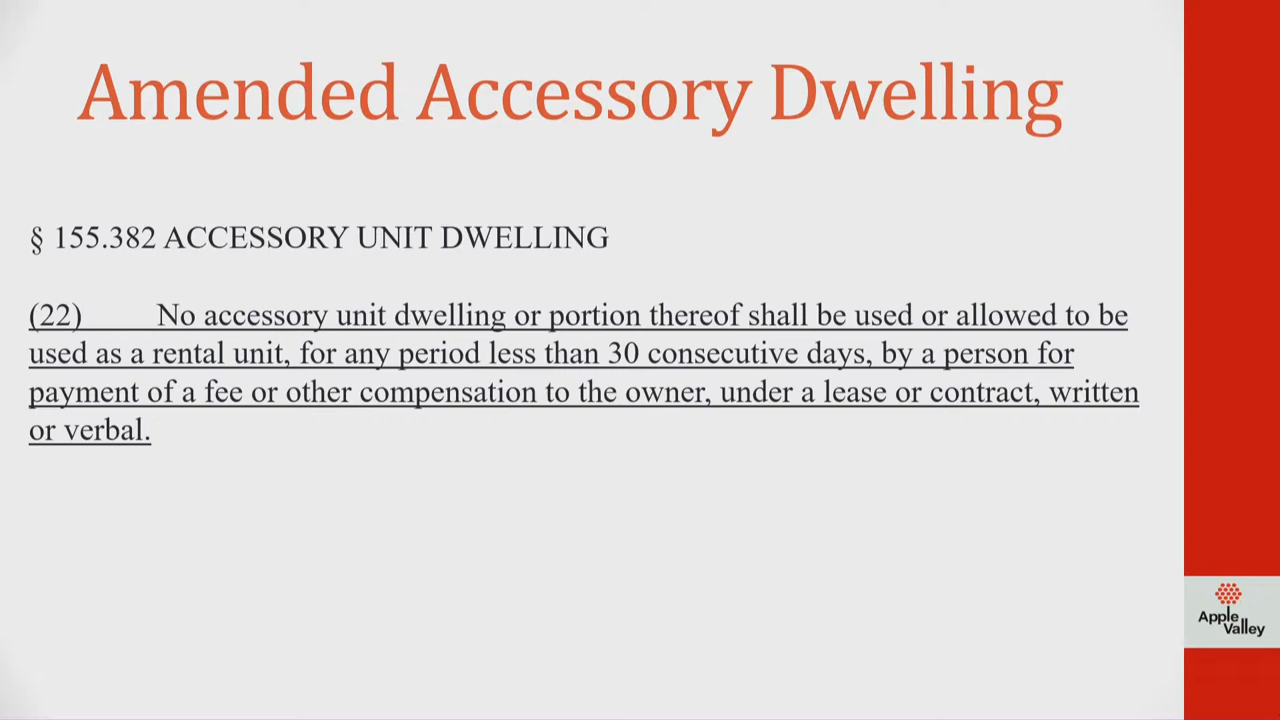 Amended Accessory Dwelling
§ 155.382 ACCESSORY UNIT DWELLING
(22) No accessory unit dwelling or portion thereof shall be used or allowed to be
used as a rental unit, for any period less than 30 consecutive days, by a person for
payment of a fee or other compensation to the owner, under a lease or contract, written
or verbal.
Apple
Valley